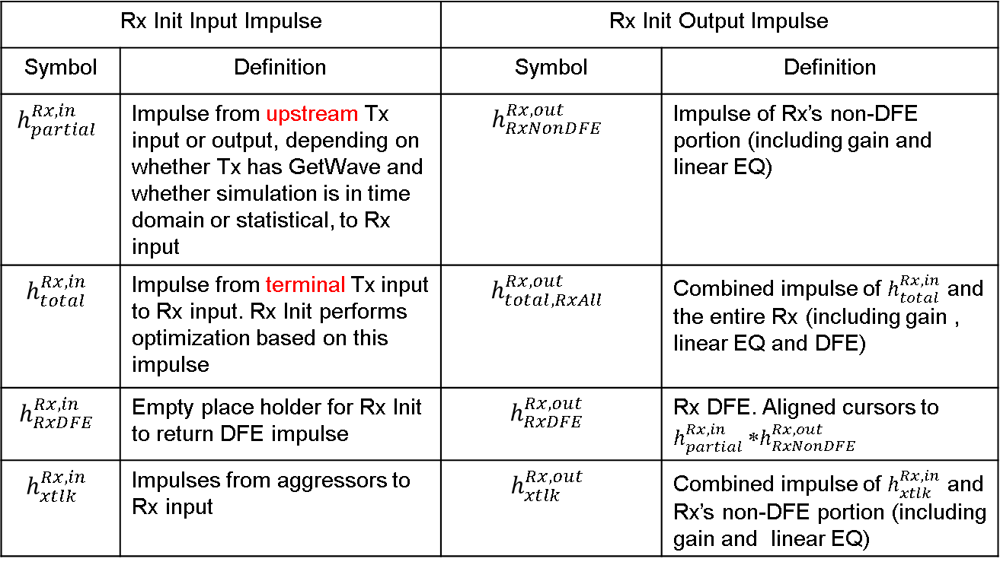 Rx Init Input Impulse
Rx Init Output Impulse
Symbol
Definition
Symbol
Definition
h_{partial}^{Rx,in}
Impulse from upstream Tx
input or output, depending on
whether Tx has GetWave and
whether simulation is in time
domain or statistical, to Rx
input
h_{RxNonDFE}^{Rx,out}
Impulse of Rx’s non-DFE
portion (including gain and
linear EQ)
h_{total}^{Rx,in}
Impulse from terminal Tx input
to Rx input. Rx Init performs
optimization based on this
impulse
h_{total,RxAll}^{Rx,out}
Combined impulse of h_{total}^{Rx,in} and
the entire Rx (including gain ,
linear EQ and DFE)
h_{RxDFE}^{Rx,in}
Empty place holder for Rx Init
to return DFE impulse
h_{RxDFE}^{Rx,out}
Rx DFE. Aligned cursors to
h_{partial}^{Rx,in} *h_{RxNonDFE}^{Rx,out}
h_{xtlk}^{Rx,in}
Impulses from aggressors to
Rx input
h_{xtlk}^{Rx,out}
Combined impulse of h_{xtlk}^{Rx,in} and
Rx’s non-DFE portion (including
gain and  linear EQ)